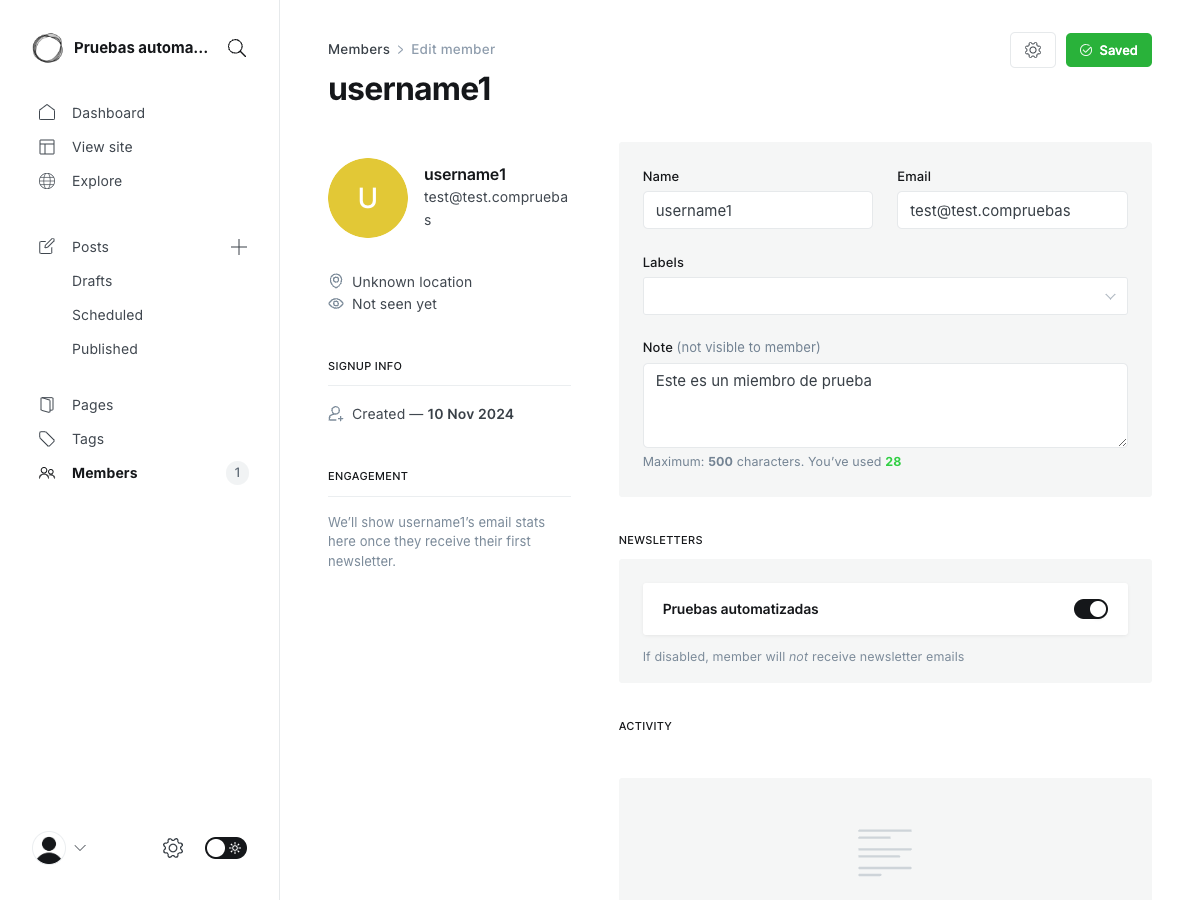 Pruebas automa...
Dashboard
View site
Explore
Posts
Drafts
Scheduled
Published
Pages
Tags
Members 1
Members > Edit member
Saved
username1
U
username1
test@test.comprueba
s
Unknown location
Not seen yet
SIGNUP INFO
Created — 10 Nov 2024
ENGAGEMENT
We'll show username1's email stats
here once they receive their first
newsletter.
Name Email
username1 test@test.compruebas
Labels
Note (not visible to member)
Este es un miembro de prueba
Maximum: 500 characters. You've used 28
NEWSLETTERS
Pruebas automatizadas
If disabled, member will not receive newsletter emails
ACTIVITY